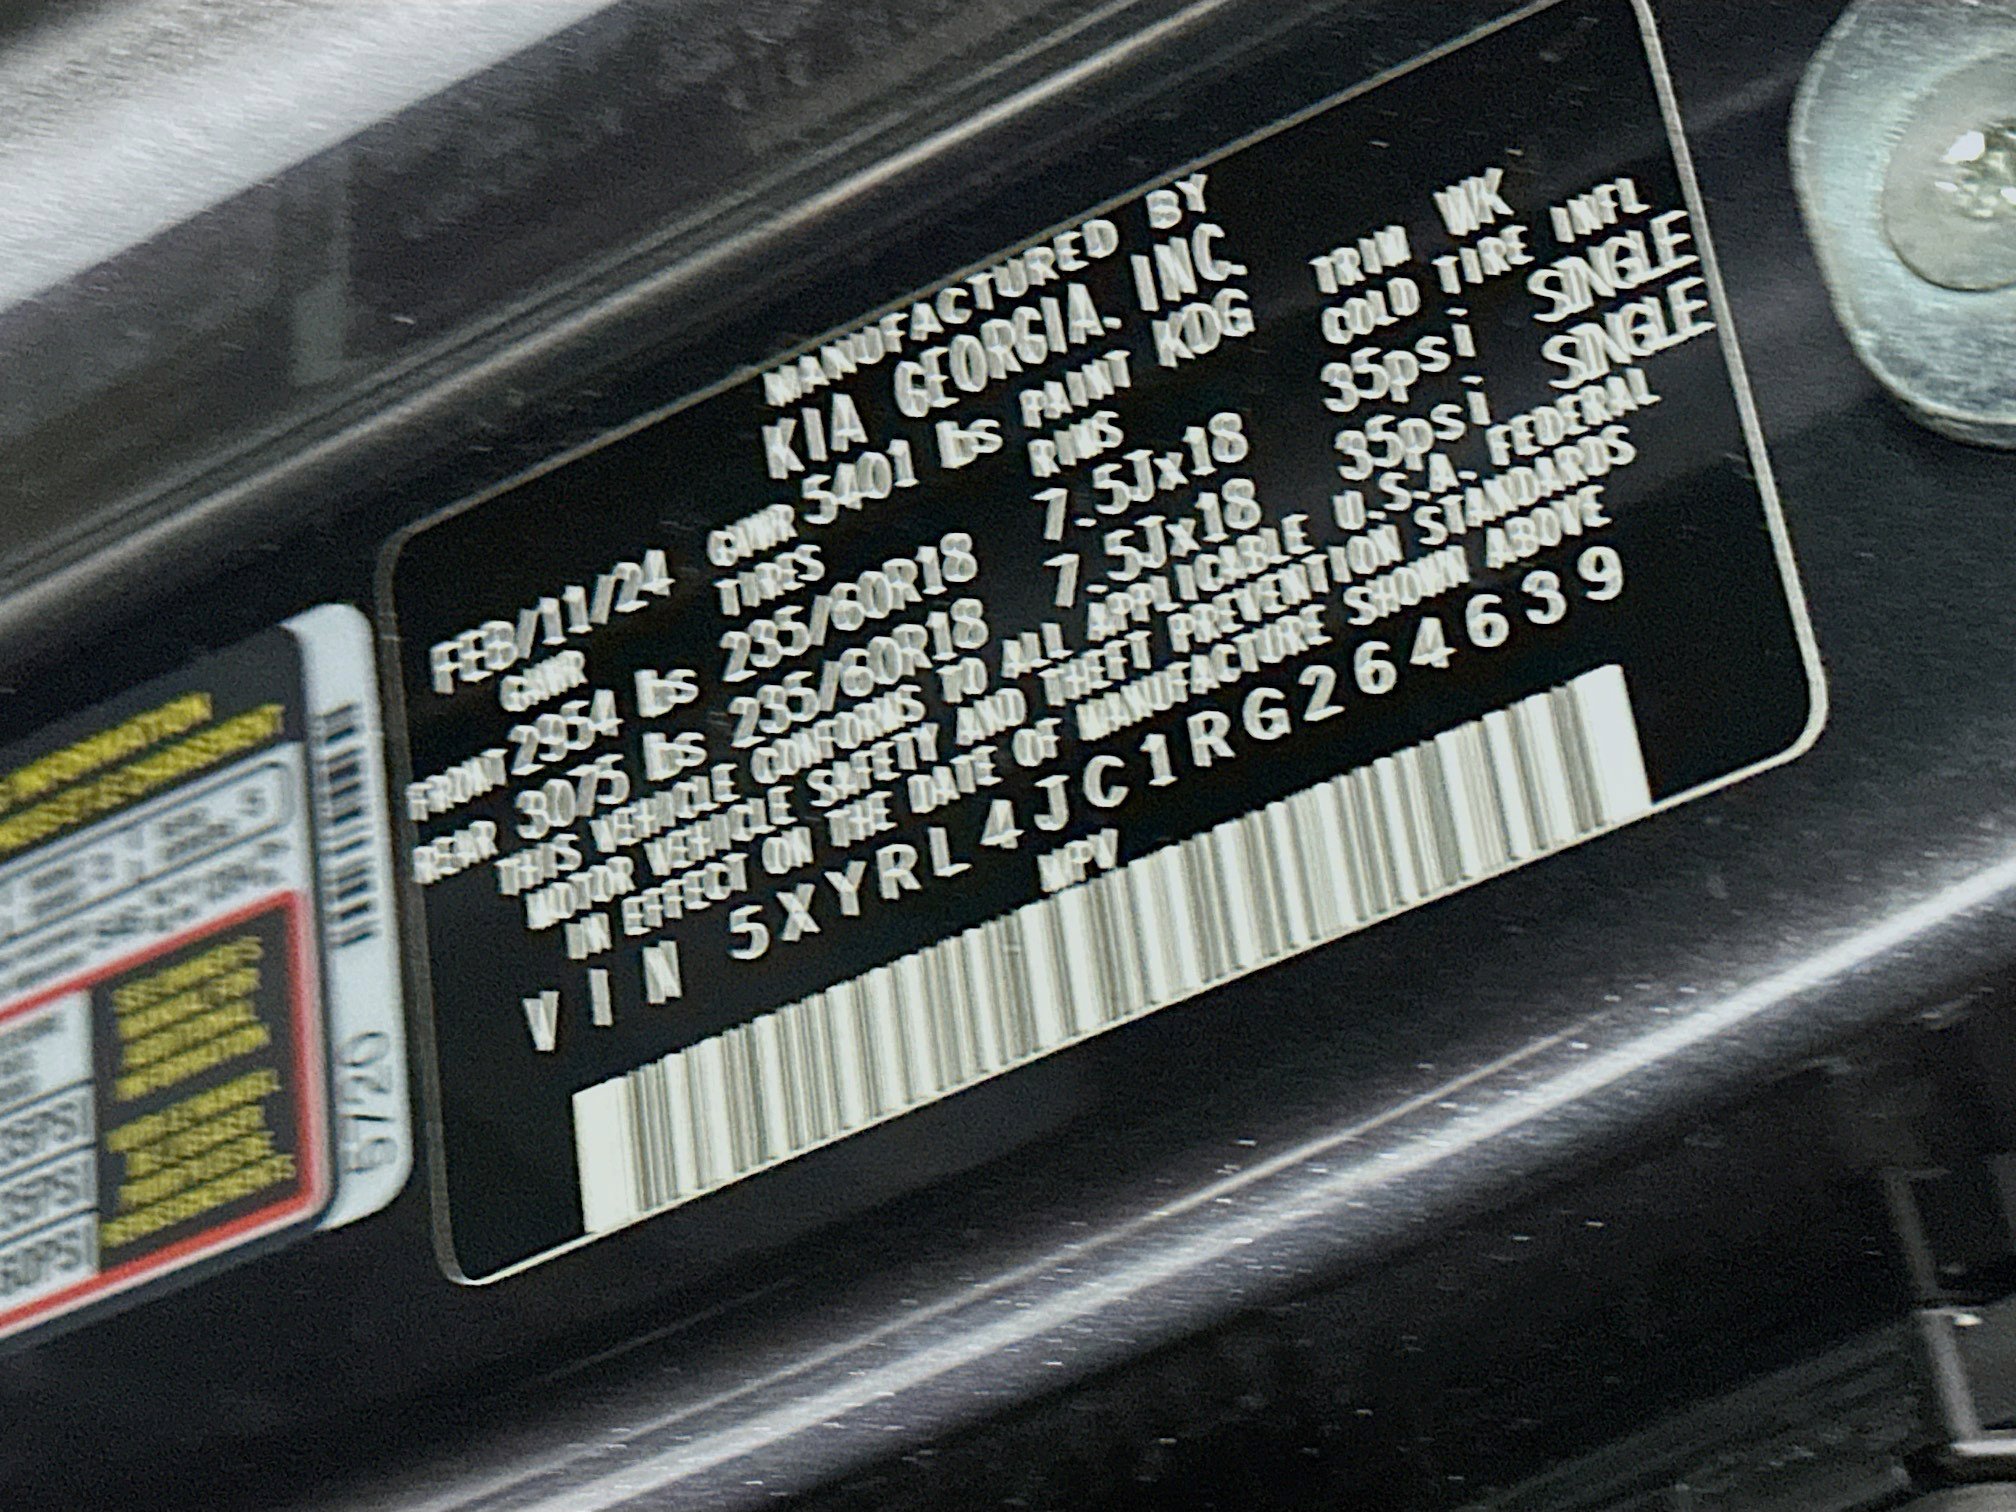 MANUFACTURED BY
KIA GEORGIA. INC.
FEB/11/24 GVWR 5401 lbs PAINT KDG TRIM WK
GAWR TIRES RIMS COLD TIRE INFL
FRONT 2954 lbs 235/60R18 7.5Jx18 35psi SINGLE
REAR 3075 lbs 235/60R18 7.5Jx18 35psi SINGLE
THIS VEHICLE CONFORMS TO ALL APPLICABLE U.S.A. FEDERAL
MOTOR VEHICLE SAFETY AND THEFT PREVENTION STANDARDS
IN EFFECT ON THE DATE OF MANUFACTURE SHOWN ABOVE
VIN 5XYRL4JC1RG264639
MPV